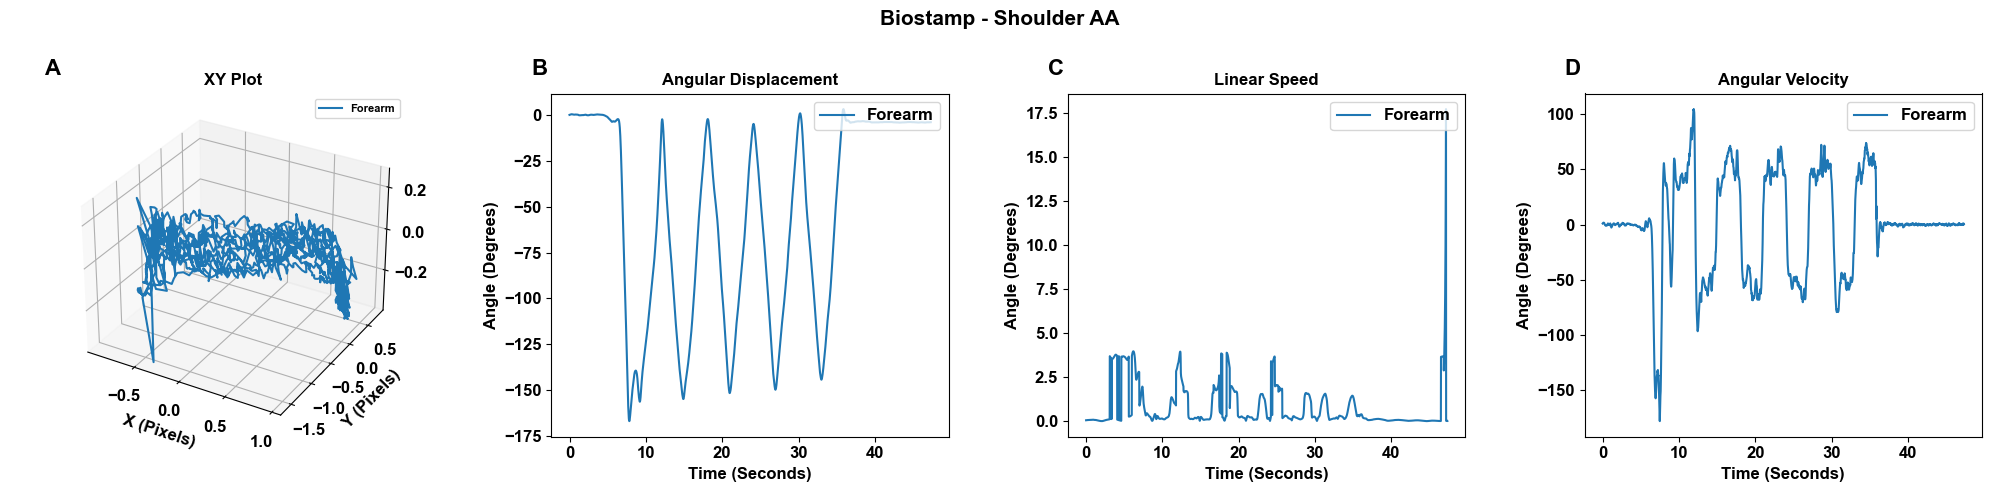 Biostamp - Shoulder AA
A
XY Plot
Forearm
0.2
0.0
−0.2
−0.5
0.0
0.5
1.0
X (Pixels)
0.5
0.0
−0.5
−1.0
−1.5
Y (Pixels)
B
Angular Displacement
Forearm
0
−25
−50
−75
−100
−125
−150
−175
Angle (Degrees)
0 10 20 30 40
Time (Seconds)
C
Linear Speed
Forearm
17.5
15.0
12.5
10.0
7.5
5.0
2.5
0.0
Angle (Degrees)
0 10 20 30 40
Time (Seconds)
D
Angular Velocity
Forearm
100
50
0
−50
−100
−150
Angle (Degrees)
0 10 20 30 40
Time (Seconds)